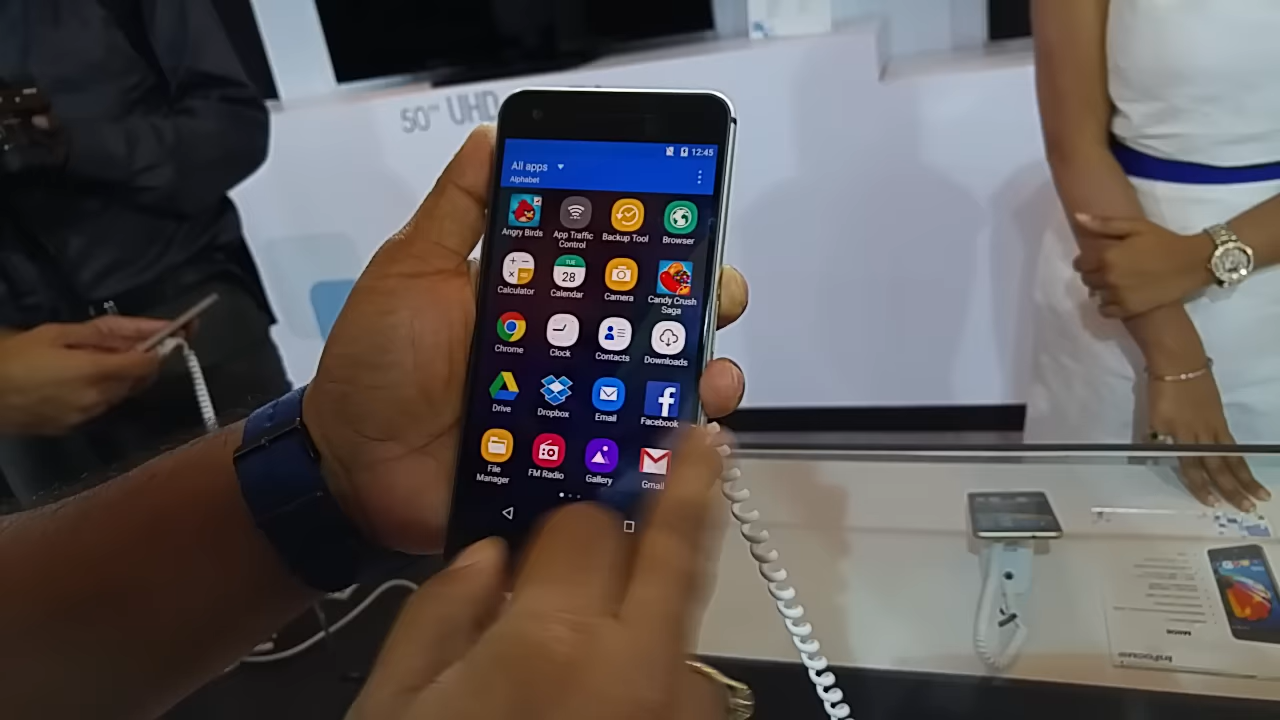 50" UHD
12:45
All apps
Alphabet
Angry Birds
App Traffic Control
Backup Tool
Browser
Calculator
TUE
28
Calendar
Camera
Candy Crush Saga
Chrome
Clock
Contacts
Downloads
Drive
Dropbox
Email
Facebook
File Manager
FM Radio
Gallery
Gmail
InFocus